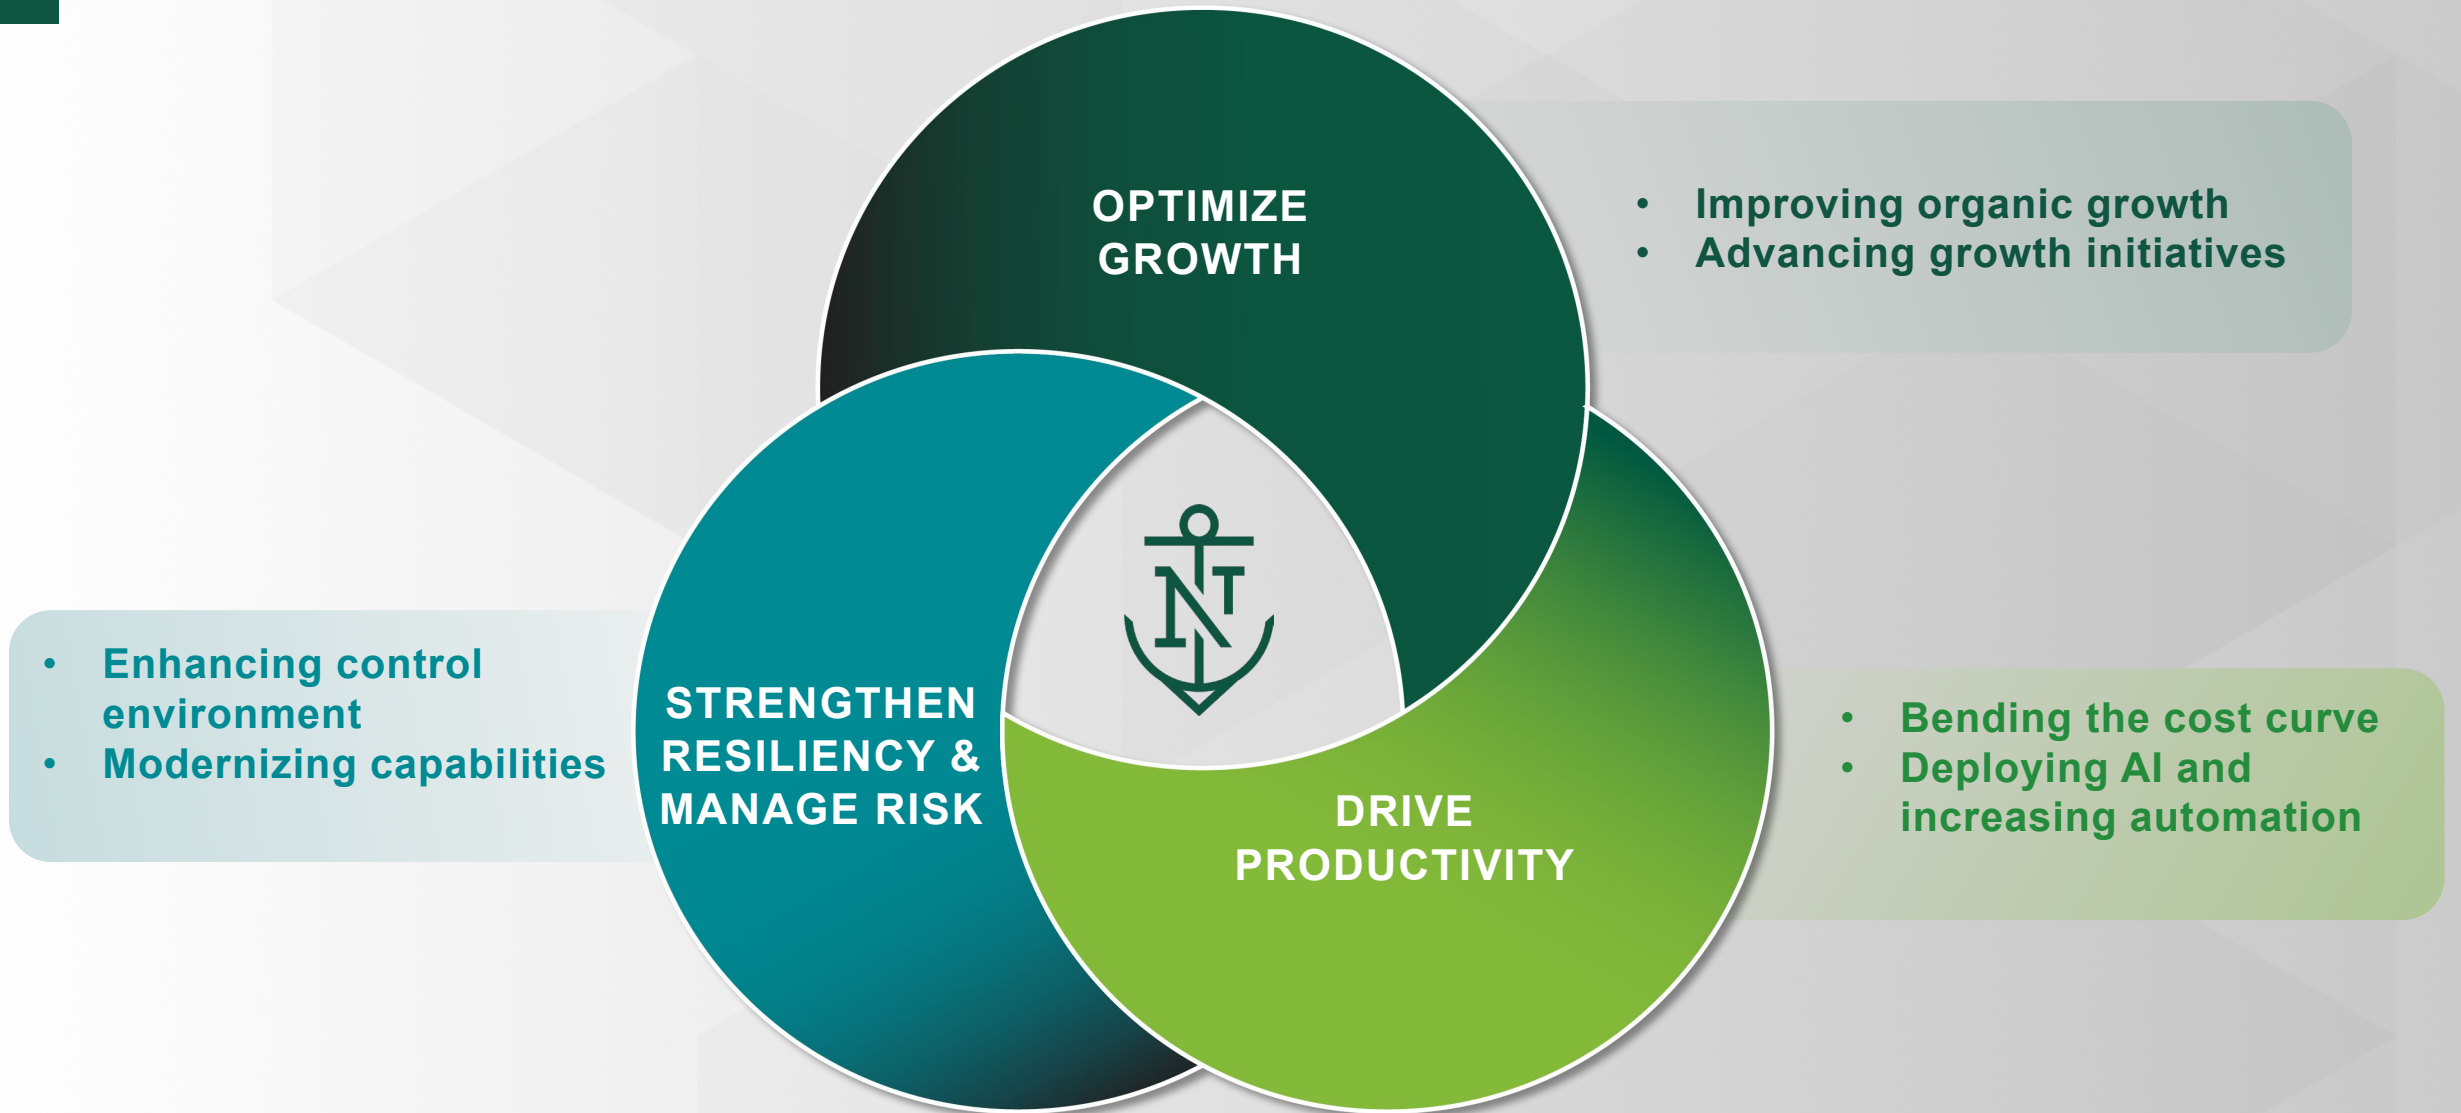 OPTIMIZE
GROWTH
• Improving organic growth
• Advancing growth initiatives
• Enhancing control
environment
• Modernizing capabilities
STRENGTHEN
RESILIENCY &
MANAGE RISK
NT
DRIVE
PRODUCTIVITY
• Bending the cost curve
• Deploying AI and
increasing automation